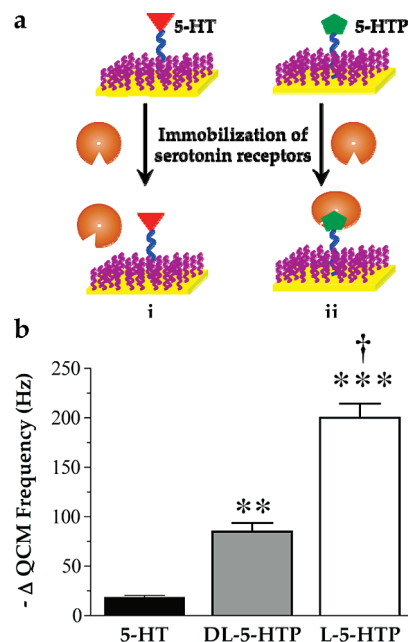 a
5-HT
5-HTP
Immobilization of
serotonin receptors
i
ii
b
- Δ QCM Frequency (Hz)
250
200
150
100
50
0
**
†
***
5-HT
DL-5-HTP
L-5-HTP